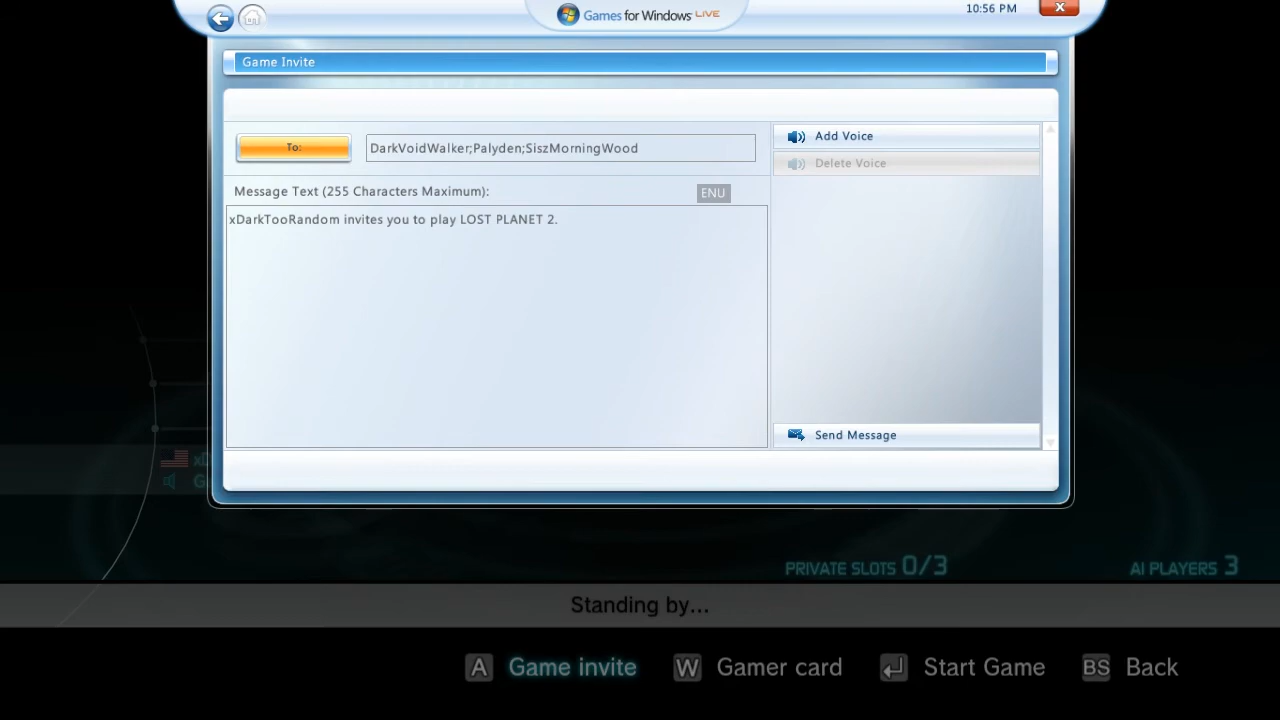 Games for Windows LIVE
10:56 PM
Game Invite
To:
DarkVoidWalker;Palyden;SiszMorningWood
Add Voice
Delete Voice
Message Text (255 Characters Maximum):
ENU
xDarkTooRandom invites you to play LOST PLANET 2.
Send Message
xD
G
PRIVATE SLOTS 0/3
AI PLAYERS 3
Standing by...
A Game invite
W Gamer card
Start Game
BS Back